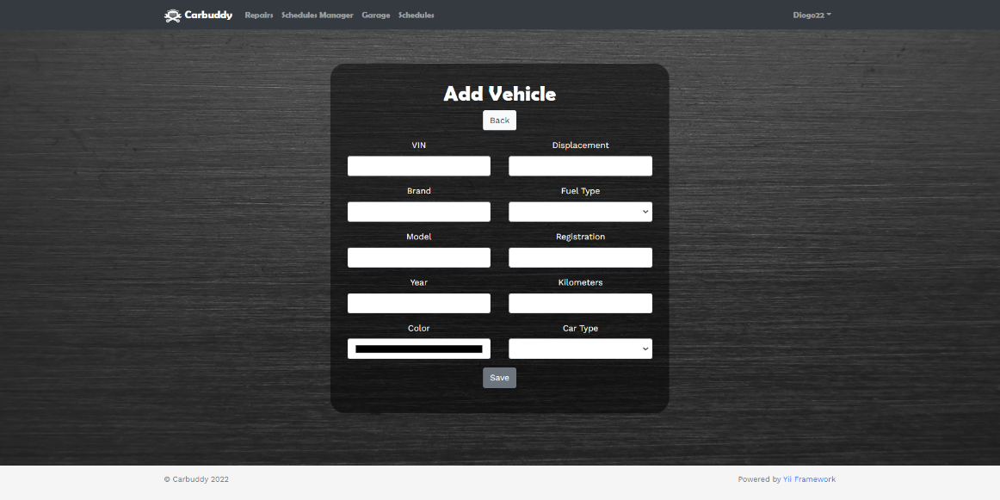 Carbuddy Repairs Schedules Manager Garage Schedules Diogo22
Add Vehicle
Back
VIN Displacement
Brand Fuel Type
Model Registration
Year Kilometers
Color Car Type
Save
© Carbuddy 2022 Powered by Yii Framework